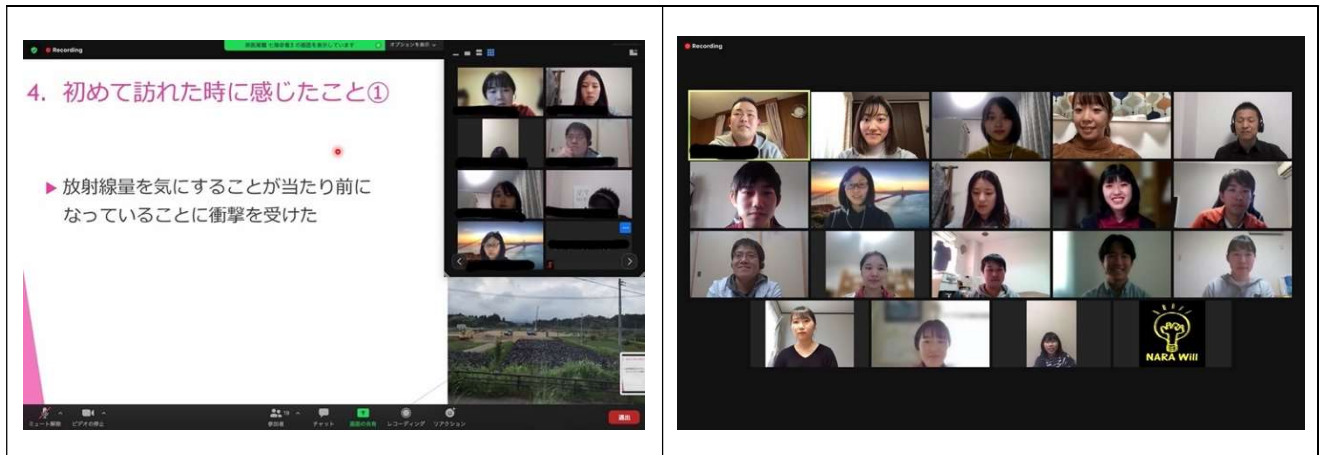 Recording
オプションを表示
4. 初めて訪れた時に感じたこと①
▶放射線量を気にすることが当たり前に
なっていることに衝撃を受けた
ミュート解除
ビデオの停止
19
参加者
チャット
画面の共有
レコーディング
リアクション
退出
Recording
NARA Will